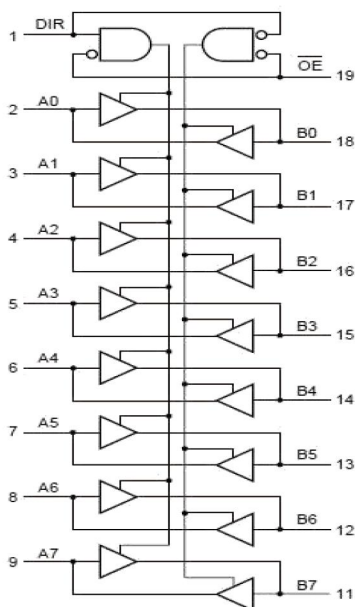 1 DIR
OE 19
2 A0
B0 18
3 A1
B1 17
4 A2
B2 16
5 A3
B3 15
6 A4
B4 14
7 A5
B5 13
8 A6
B6 12
9 A7
B7 11